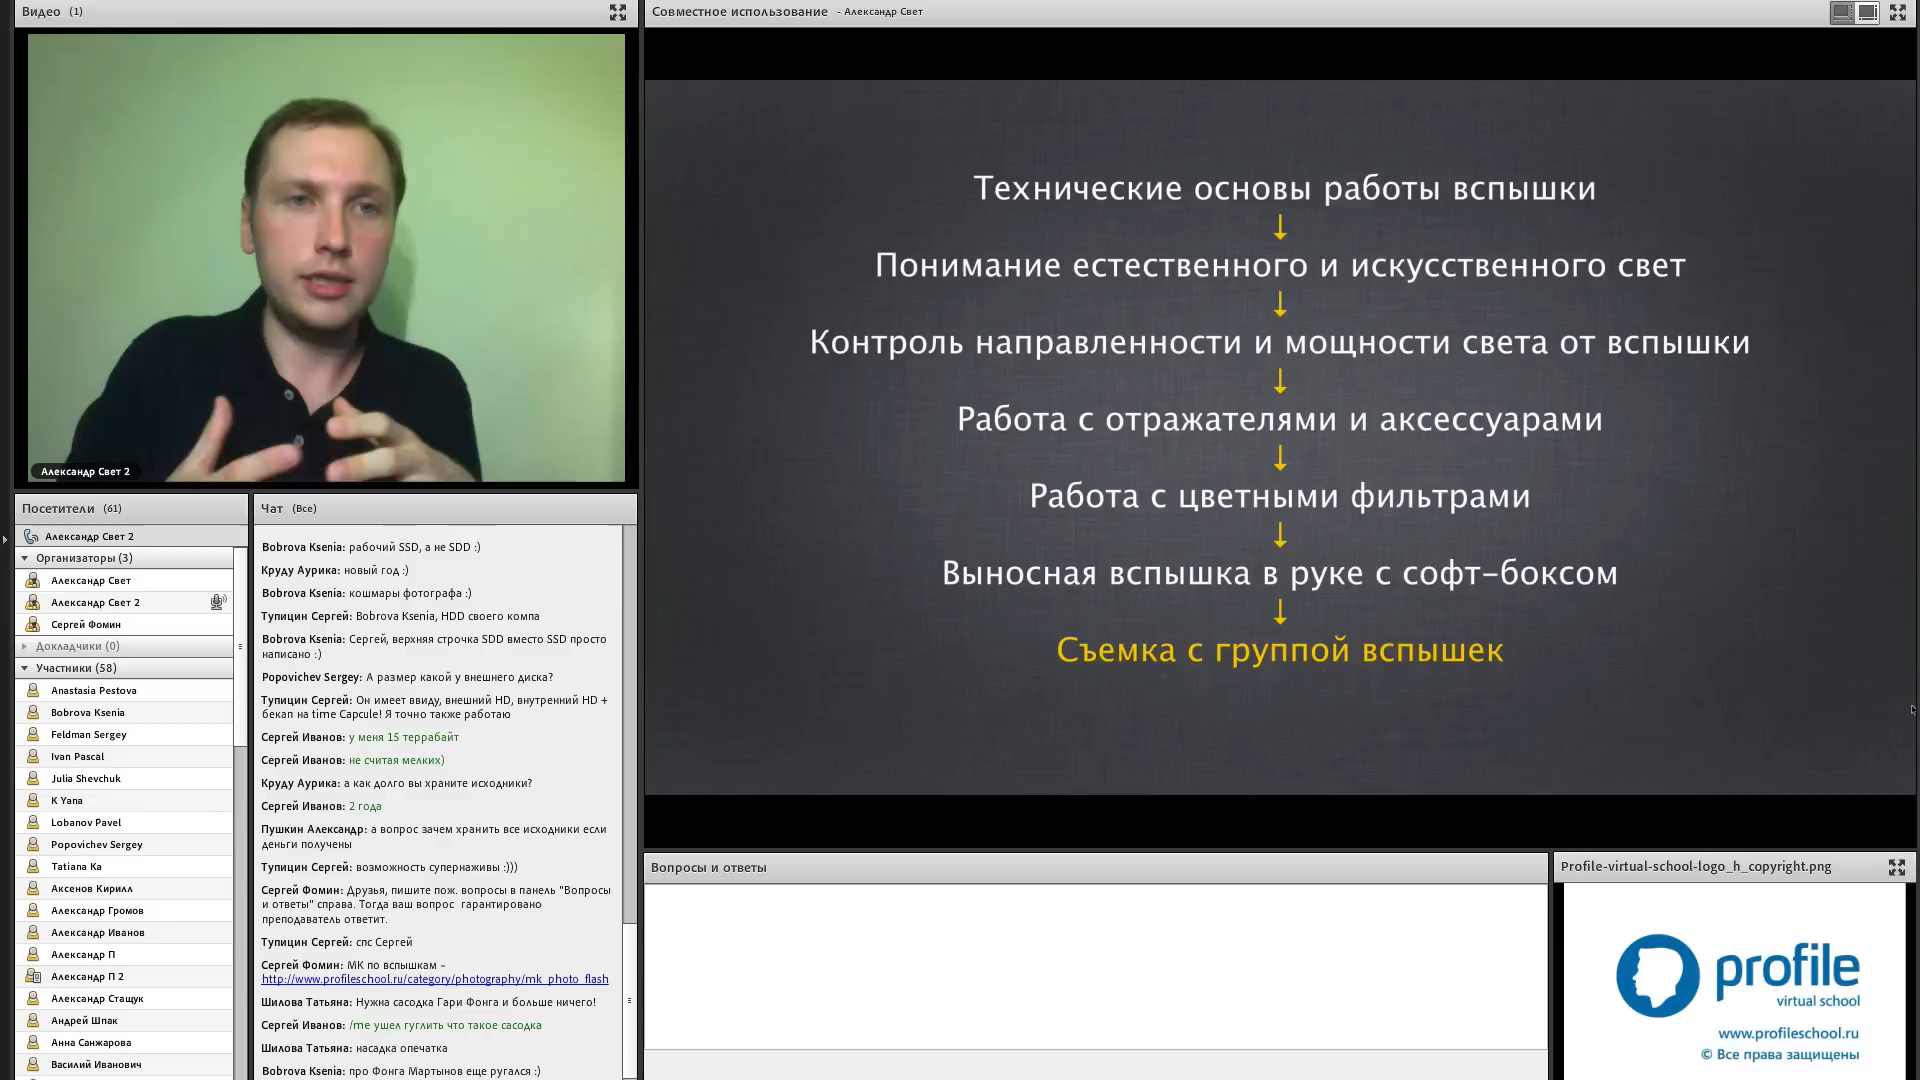 Видео (1)
Александр Свет 2
Посетители (61)
Александр Свет 2
Организаторы (3)
Александр Свет
Александр Свет 2
Сергей Фомин
Докладчики (0)
Участники (58)
Anastasia Pestova
Bobrova Ksenia
Feldman Sergey
Ivan Pascal
Julia Shevchuk
K Yana
Lobanov Pavel
Popovichev Sergey
Tatiana Ka
Аксенов Кирилл
Александр Громов
Александр Иванов
Александр П
Александр П 2
Александр Стащук
Андрей Шпак
Анна Санжарова
Василий Иванович
Чат (Все)
Bobrova Ksenia: рабочий SSD, а не SDD :)
Круду Аурика: новый год :)
Bobrova Ksenia: кошмары фотографа :)
Тупицин Сергей: Bobrova Ksenia, HDD своего компа
Bobrova Ksenia: Сергей, верхняя строчка SDD вместо SSD просто
написано :)
Popovichev Sergey: А размер какой у внешнего диска?
Тупицин Сергей: Он имеет ввиду, внешний HD, внутренний HD +
бекап на time Capcule! Я точно также работаю
Сергей Иванов: у меня 15 террабайт
Сергей Иванов: не считая мелких)
Круду Аурика: а как долго вы храните исходники?
Сергей Иванов: 2 года
Пушкин Александр: а вопрос зачем хранить все исходники если
деньги получены
Тупицин Сергей: возможность супернаживы :)))
Сергей Фомин: Друзья, пишите пож. вопросы в панель "Вопросы
и ответы" справа. Тогда ваш вопрос гарантировано
преподаватель ответит.
Тупицин Сергей: спс Сергей
Сергей Фомин: МК по вспышкам –
http://www.profileschool.ru/category/photography/mk_photo_flash
Шилова Татьяна: Нужна сасодка Гари Фонга и больше ничего!
Сергей Иванов: /me ушел гуглить что такое сасодка
Шилова Татьяна: насадка опечатка
Bobrova Ksenia: про Фонга Мартынов еще ругался :)
Совместное использование - Александр Свет
Технические основы работы вспышки
↓
Понимание естественного и искусственного свет
↓
Контроль направленности и мощности света от вспышки
↓
Работа с отражателями и аксессуарами
↓
Работа с цветными фильтрами
↓
Выносная вспышка в руке с софт-боксом
↓
Съемка с группой вспышек
Вопросы и ответы
Profile-virtual-school-logo_h_copyright.png
profile
virtual school
www.profileschool.ru
© Все права защищены